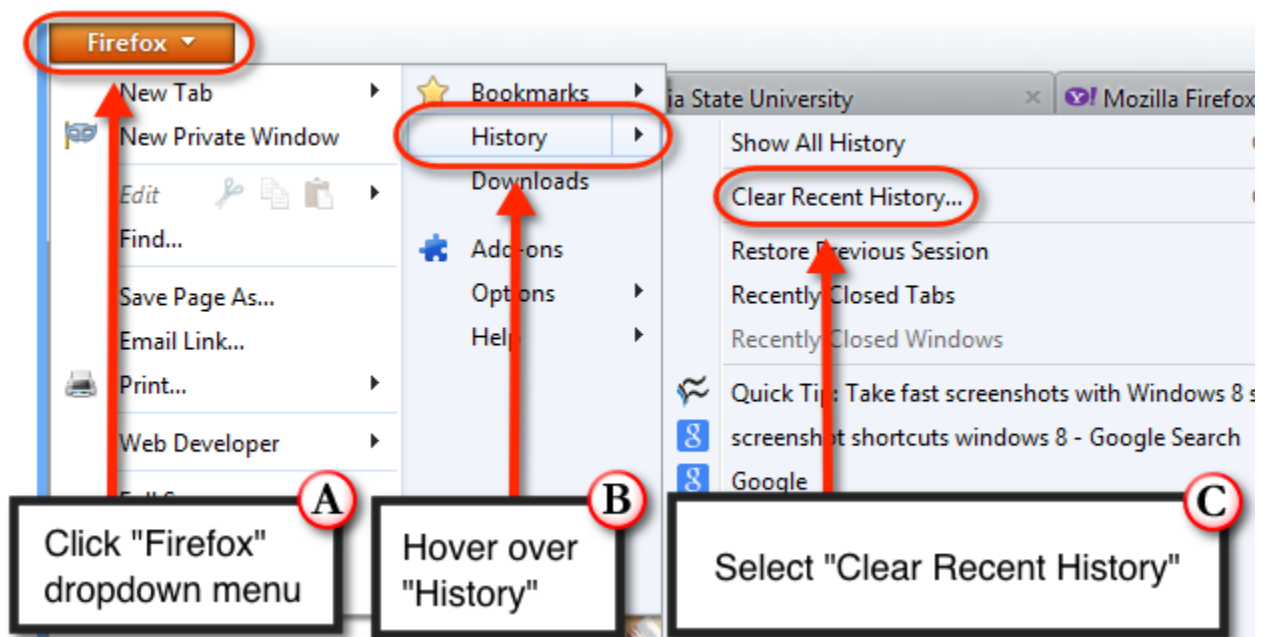 Firefox
New Tab
New Private Window
Edit
Find...
Save Page As...
Email Link...
Print...
Web Developer
Bookmarks
History
Downloads
Add-ons
Options
Help
ia State University
Y! Mozilla Firefox
Show All History
Clear Recent History...
Restore Previous Session
Recently Closed Tabs
Recently Closed Windows
Quick Tip: Take fast screenshots with Windows 8 s
8 screenshot shortcuts windows 8 - Google Search
8 Google
A
Click "Firefox"
dropdown menu
B
Hover over
"History"
C
Select "Clear Recent History"